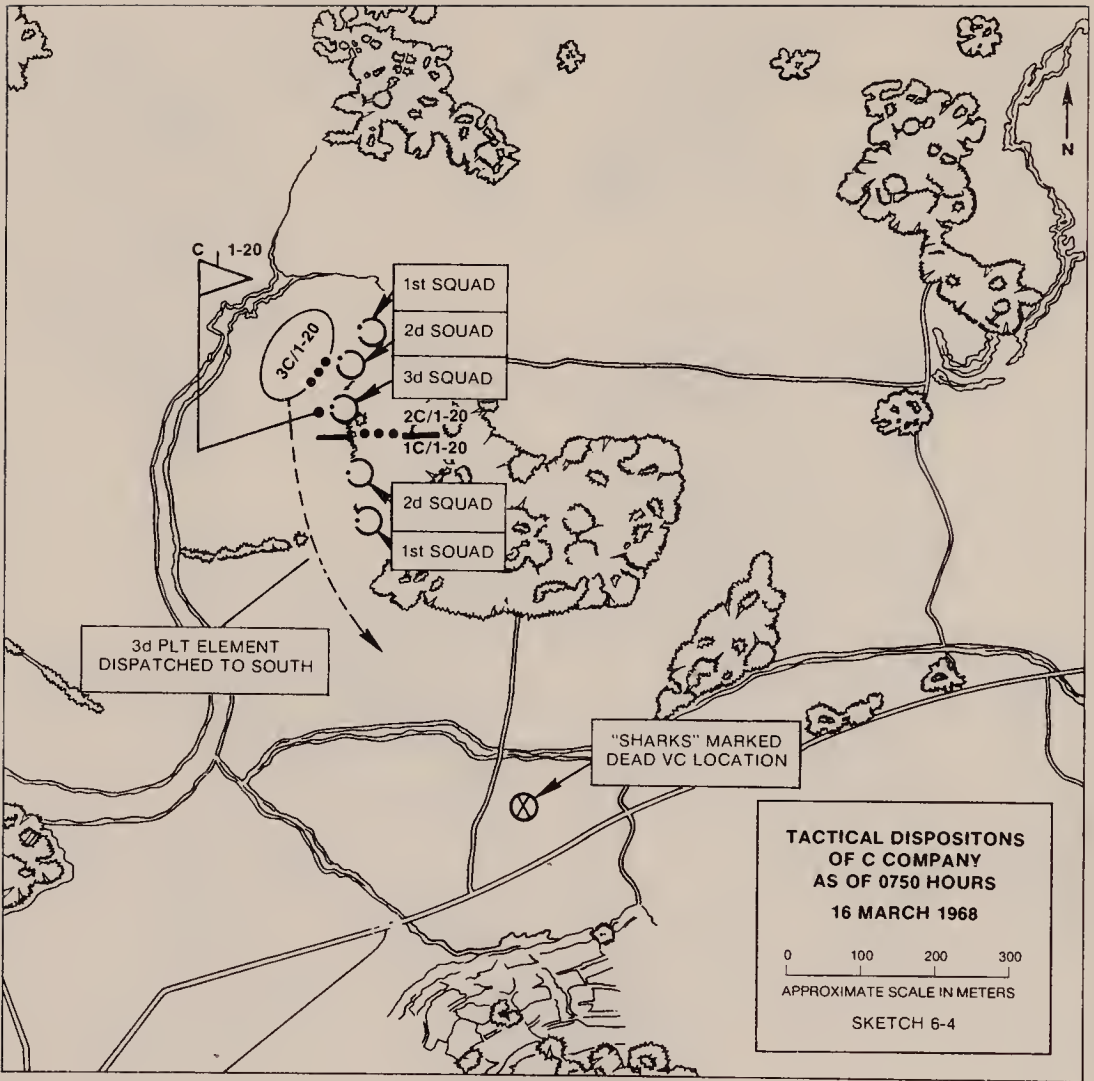 N
C 1-20
3C/1-20
1st SQUAD
2d SOUAD
3d SQUAD
2C/1-20
1C/1-20
2d SQUAD
1st SOUAD
3d PLT ELEMENT
DISPATCHED TO SOUTH
"SHARKS" MARKED
DEAD VC LOCATION
X
TACTICAL DISPOSITONS
OF C COMPANY
AS OF 0750 HOURS
16 MARCH 1968
0 100 200 300
APPROXIMATE SCALE IN METERS
SKETCH 6-4